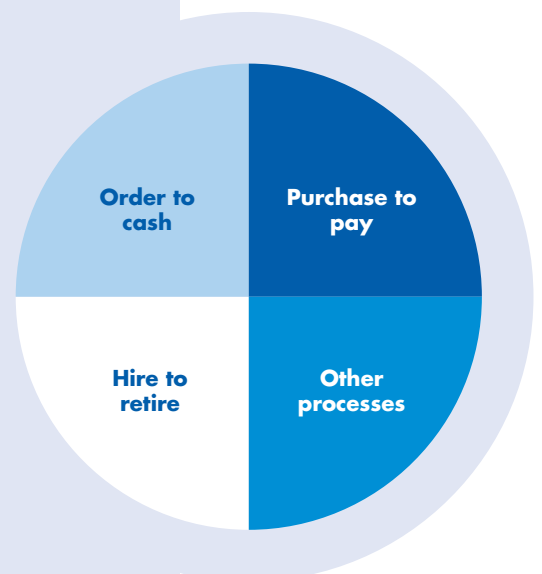 Order to
cash
Purchase to
pay
Hire to
retire
Other
processes